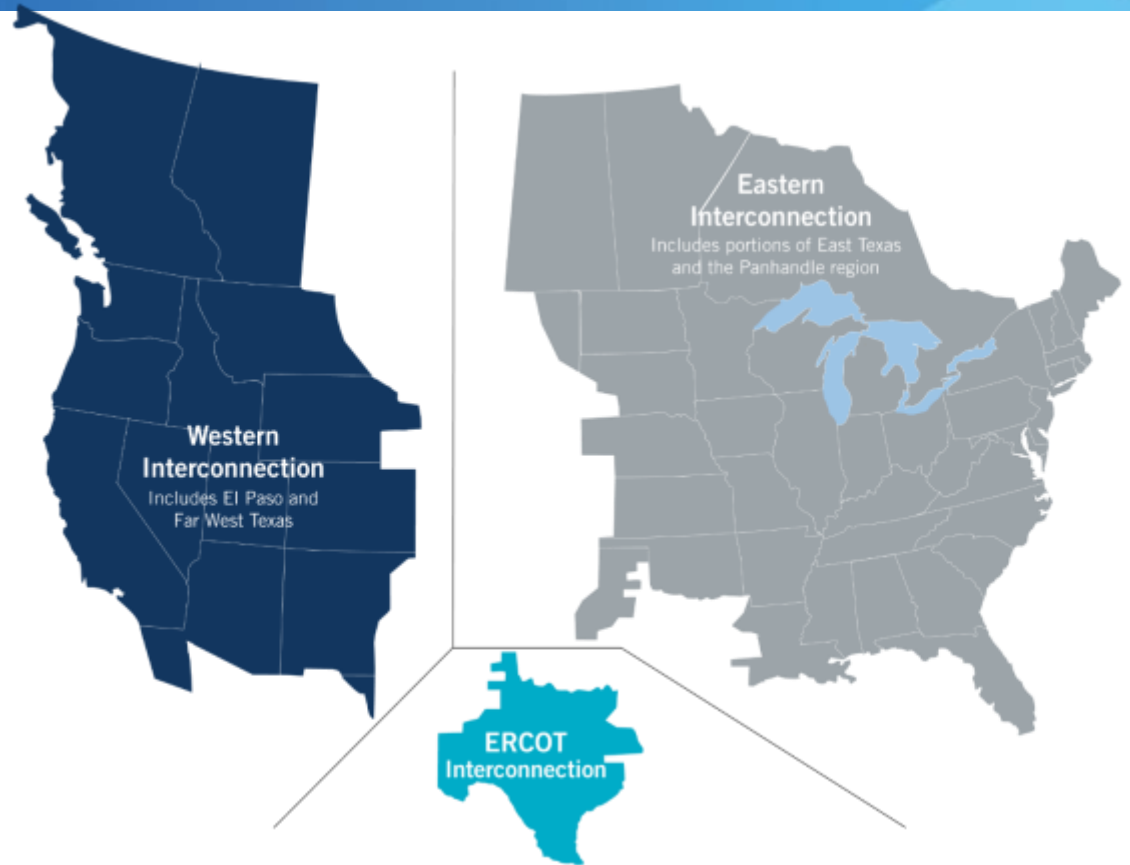 Eastern
Interconnection
Includes portions of East Texas
and the Panhandle region
Western
Interconnection
Includes El Paso and
Far West Texas
ERCOT
Interconnection